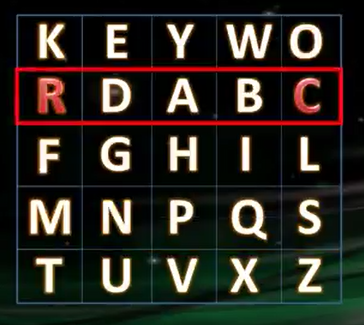 K E Y W O
R D A B C
F G H I L
M N P Q S
T U V X Z